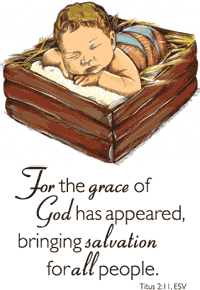 For the grace of
God has appeared,
bringing salvation
for all people.
Titus 2:11, ESV